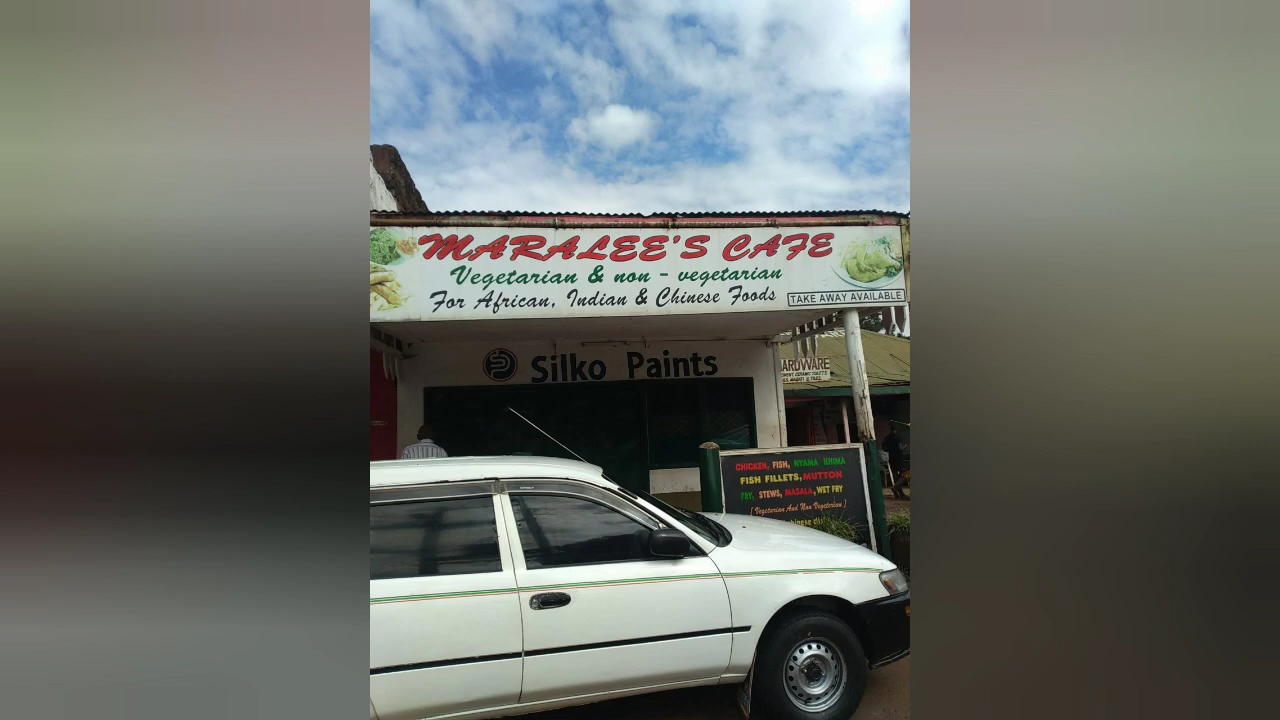 MARALEE'S CAFE
Vegetarian & non - vegetarian
For African, Indian & Chinese Foods
TAKE AWAY AVAILABLE
Silko Paints
HARDWARE
CHICKEN, FISH, NYAMA KHIMA
FISH FILLETS, MUTTON
FRY, STEWS, MASALA, WET FRY
[ Vegetarian And Non Vegetarian ]